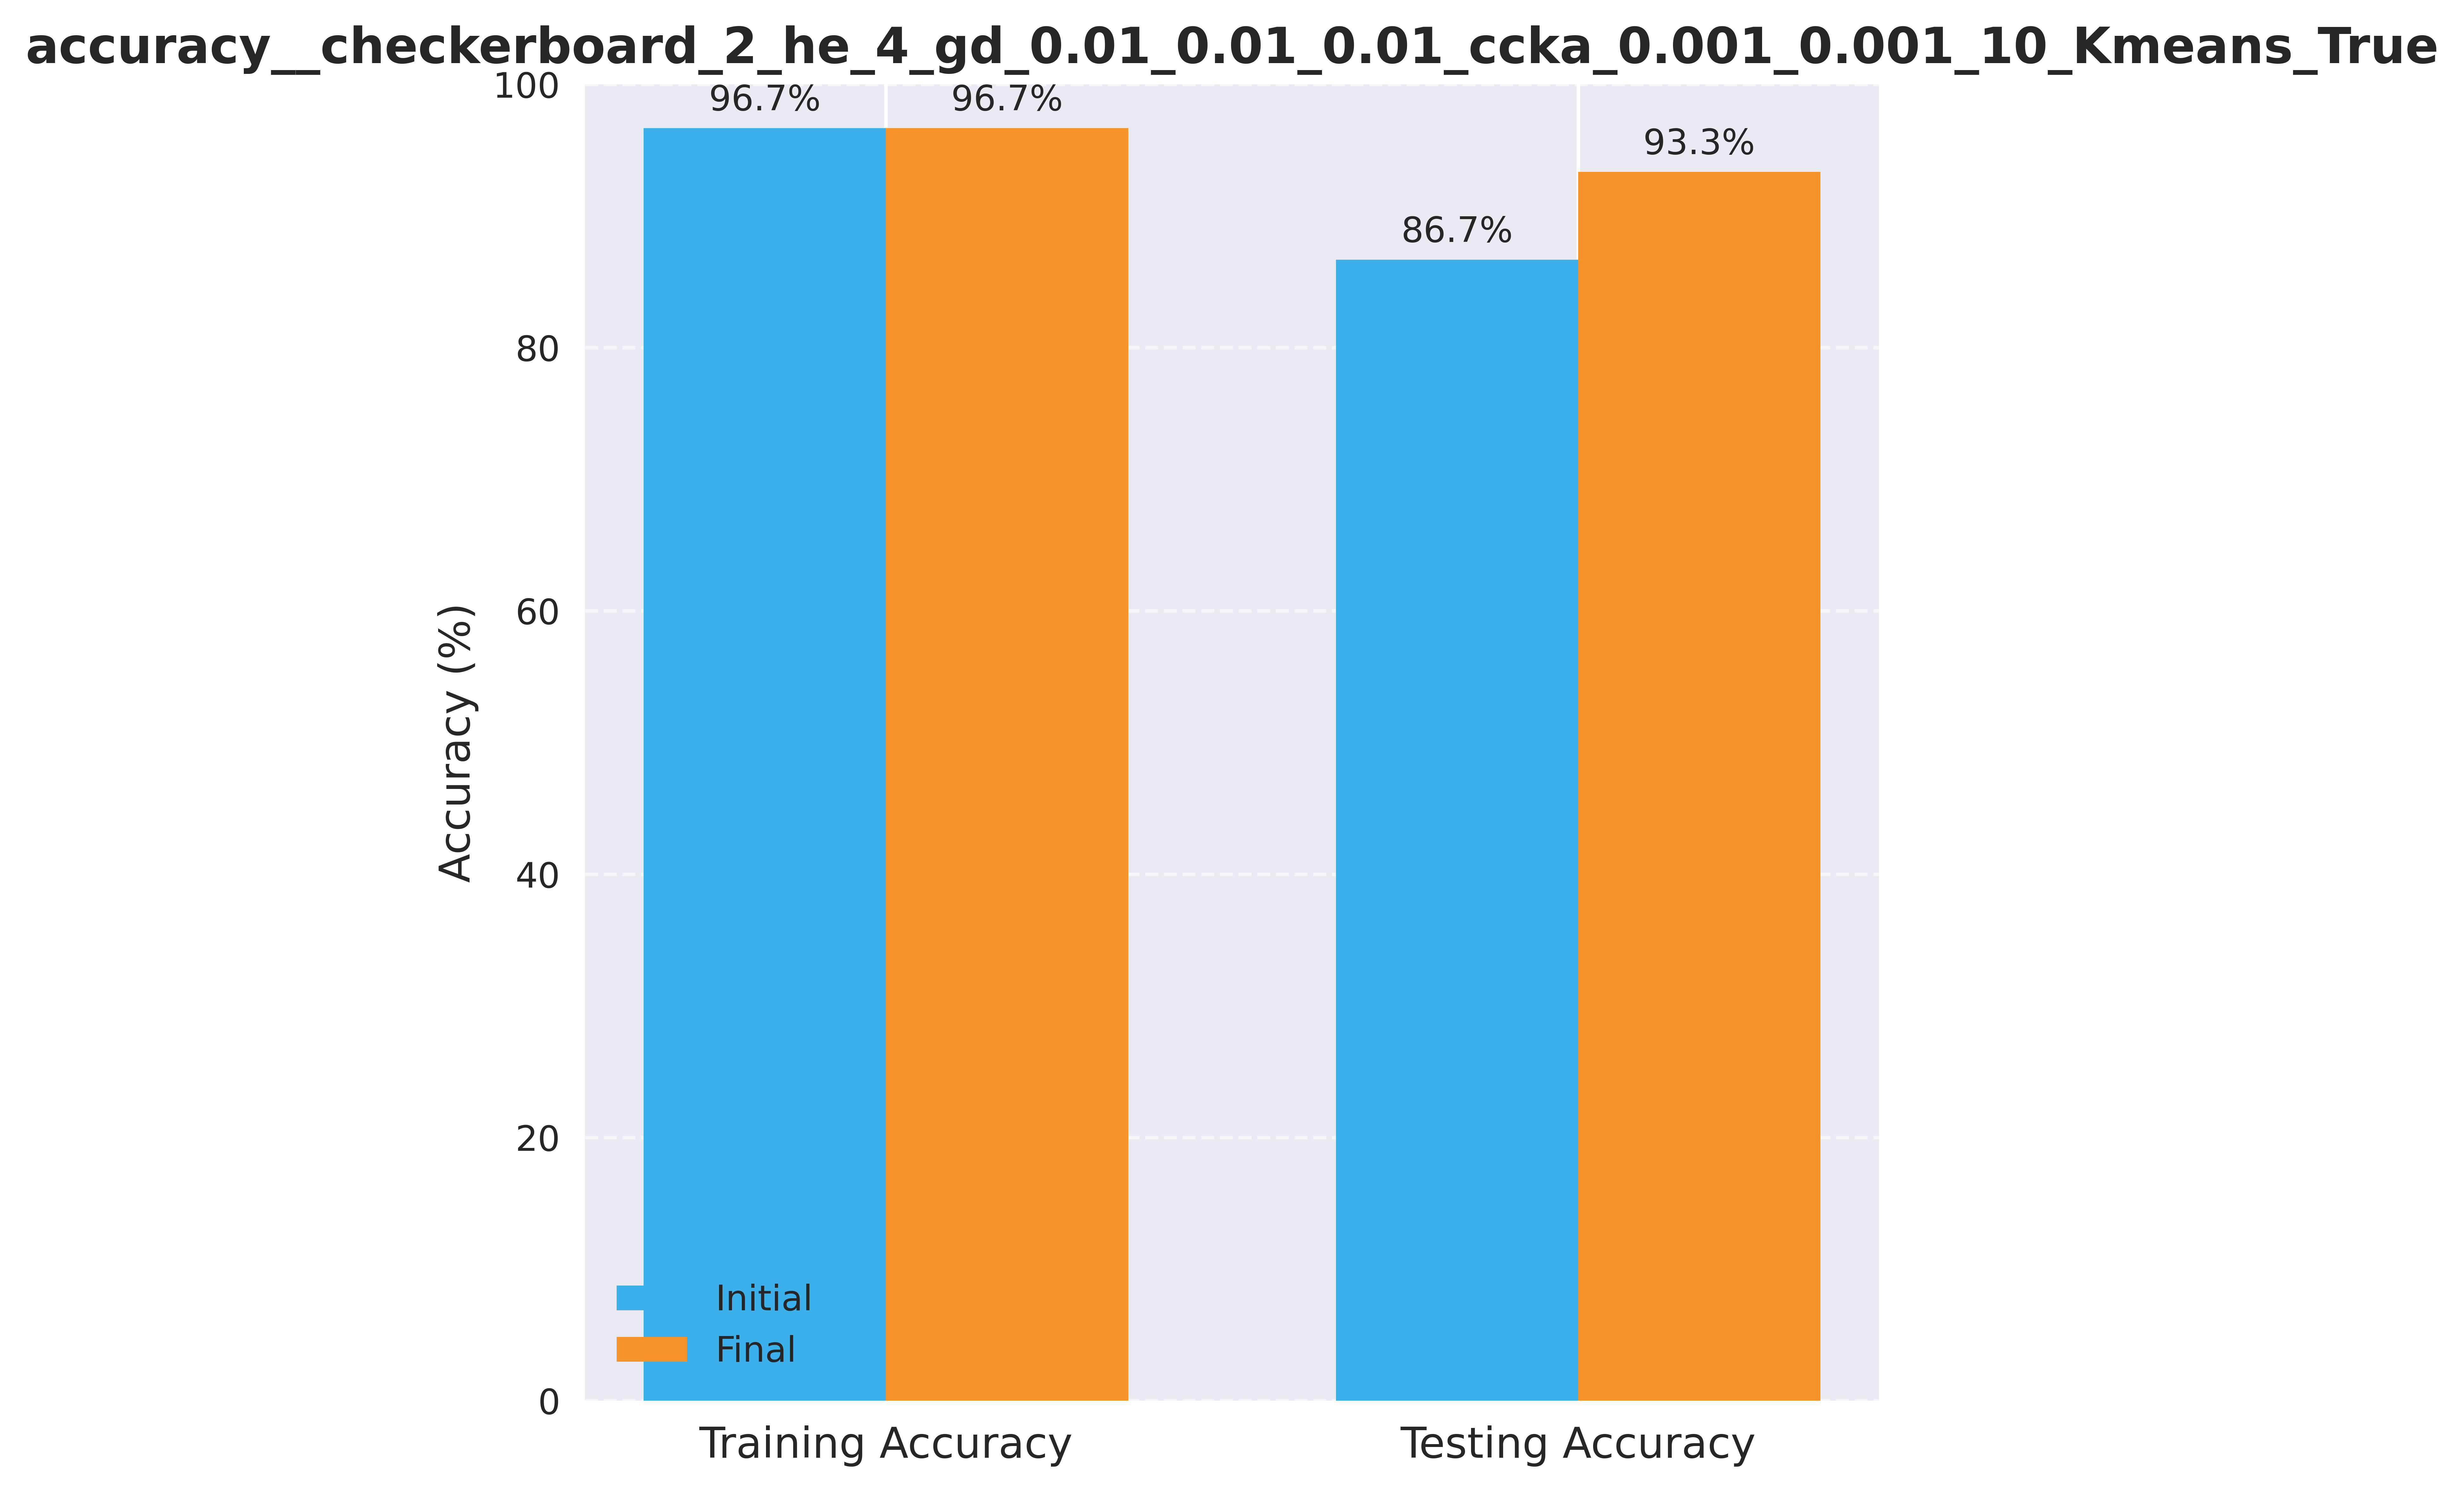 accuracy__checkerboard_2_he_4_gd_0.01_0.01_0.01_ccka_0.001_0.001_10_Kmeans_True
100
96.7%
96.7%
93.3%
86.7%
80
60
Accuracy (%)
40
20
Initial
Final
0
Training Accuracy
Testing Accuracy